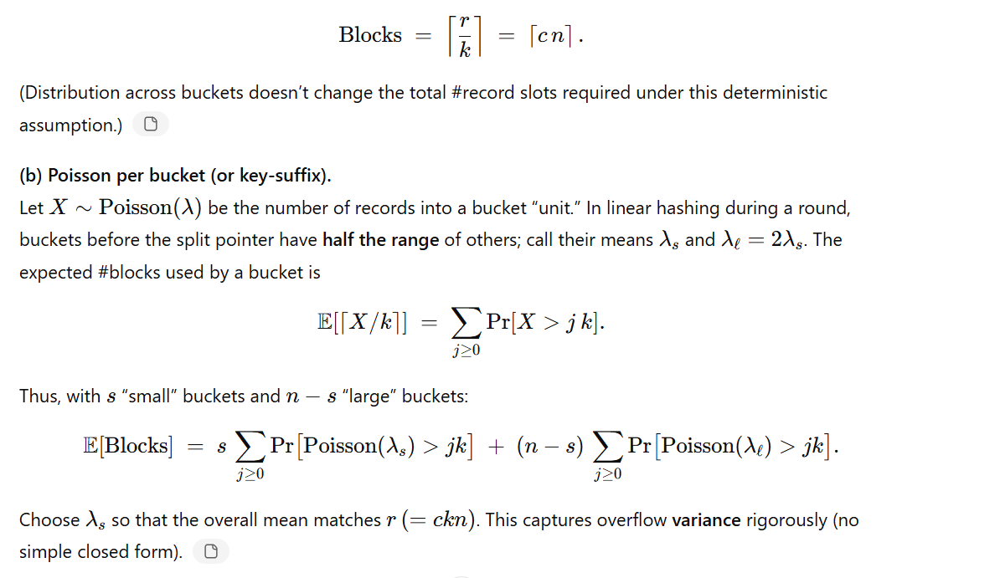 Blocks = ⌈r/k⌉ = ⌈cn⌉.
(Distribution across buckets doesn't change the total #record slots required under this deterministic
assumption.)
(b) Poisson per bucket (or key-suffix).
Let X ∼ Poisson(λ) be the number of records into a bucket “unit.” In linear hashing during a round,
buckets before the split pointer have half the range of others; call their means λₛ and λ_ℓ = 2λₛ. The
expected #blocks used by a bucket is
𝔼[⌈X/k⌉] = ∑_{j≥0} Pr[X > j k].
Thus, with s “small” buckets and n − s “large” buckets:
𝔼[Blocks] = s ∑_{j≥0} Pr[Poisson(λₛ) > jk] + (n − s) ∑_{j≥0} Pr[Poisson(λ_ℓ) > jk].
Choose λₛ so that the overall mean matches r (= ckn). This captures overflow variance rigorously (no
simple closed form).